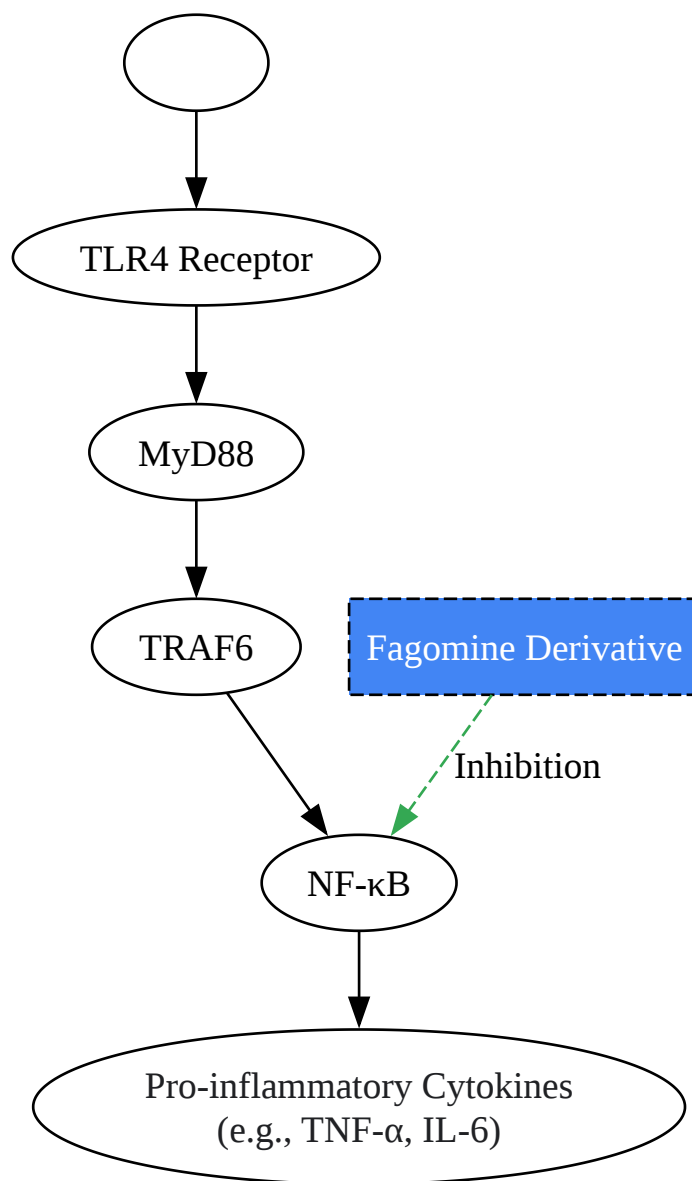 TLR4 Receptor
MyD88
TRAF6
Fagomine Derivative
Inhibition
NF-κB
Pro-inflammatory Cytokines
(e.g., TNF-α, IL-6)